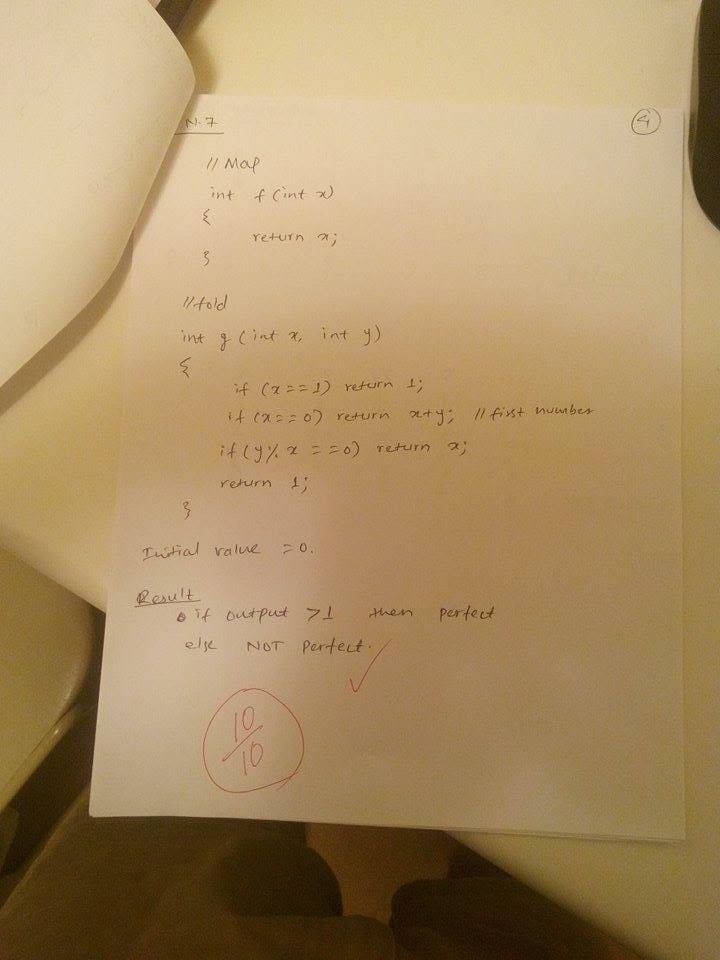 N.7
4
// Map
int f (int x)
{
return x;
}
// fold
int g (int x, int y)
{
if (x==1) return 1;
if (x==0) return x+y; // first number
if (y % x ==0) return x;
return 1;
}
Initial value =0.
Result
if output >1 then perfect
else NOT perfect.
10
10